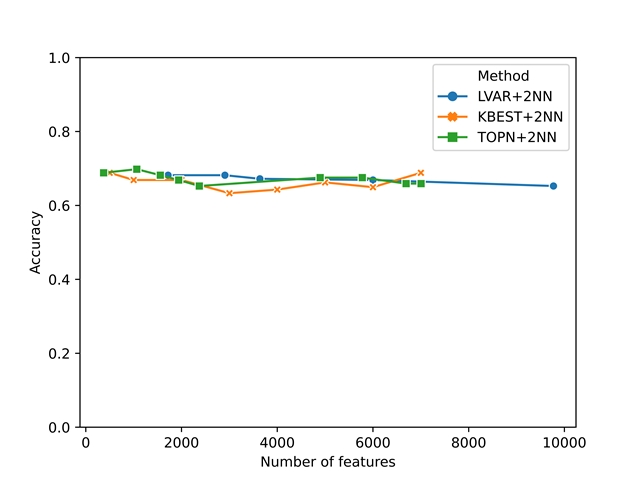 1.0
0.8
0.6
0.4
0.2
0.0
Accuracy
0 2000 4000 6000 8000 10000
Number of features
Method
LVAR+2NN
KBEST+2NN
TOPN+2NN